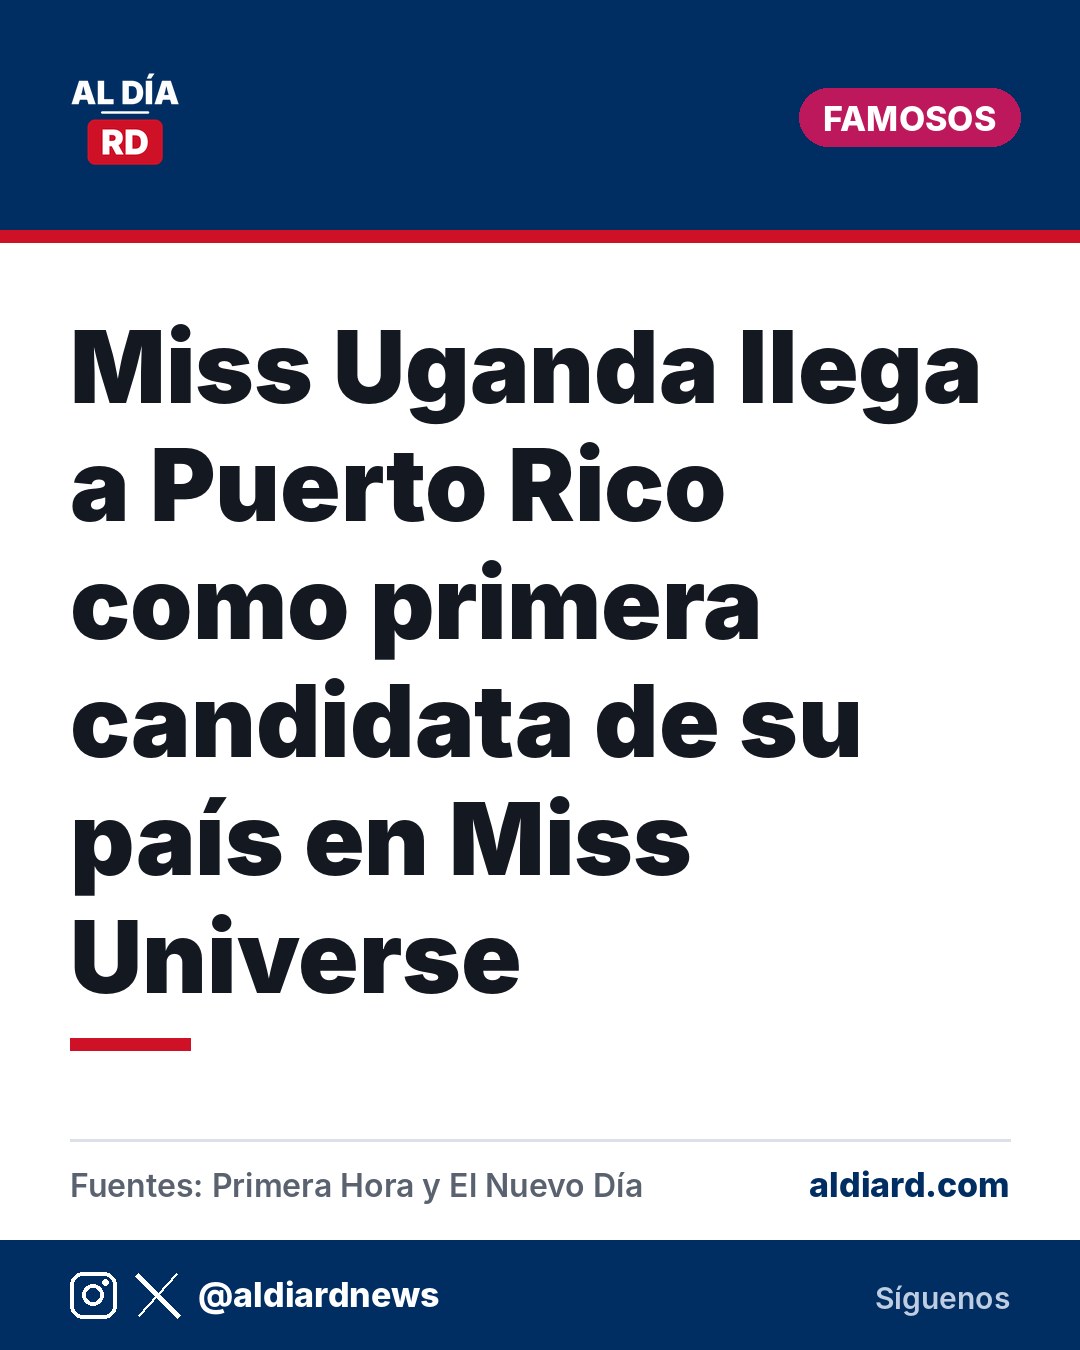 AL DÍA
RD
FAMOSOS
Miss Uganda llega
a Puerto Rico
como primera
candidata de su
país en Miss
Universe
Fuentes: Primera Hora y El Nuevo Día
aldiard.com
@aldiardnews
Síguenos